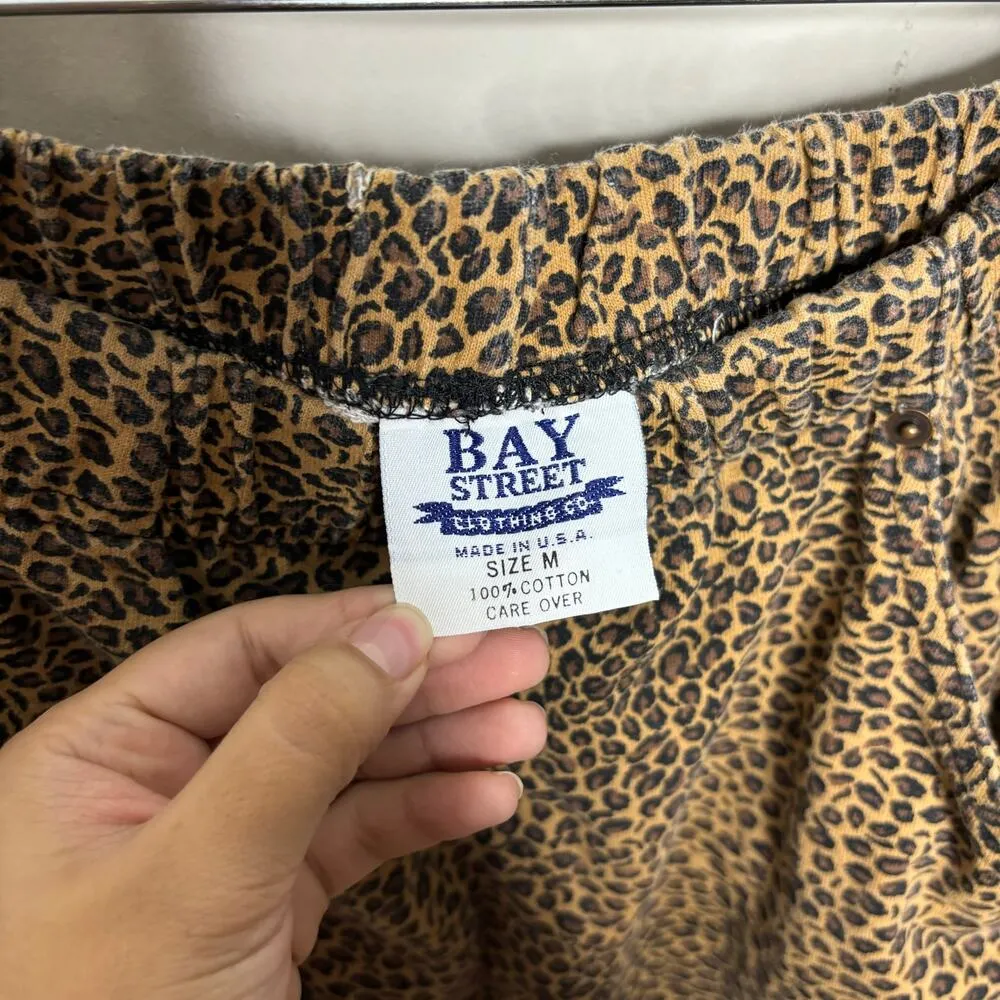 BAY
STREET
CLOTHING CO.
MADE IN U.S.A.
SIZE M
100% COTTON
CARE OVER